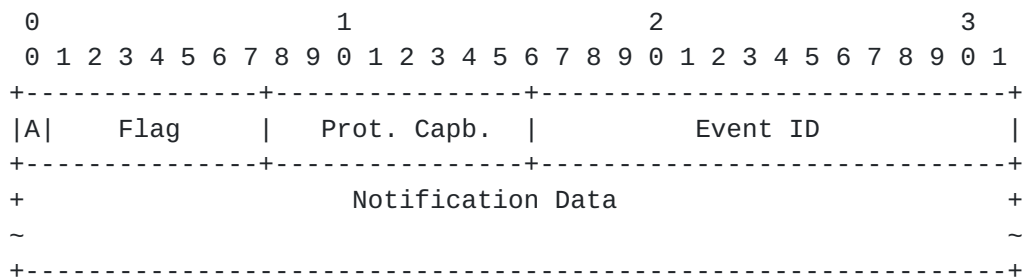 0                   1                   2                   3
 0 1 2 3 4 5 6 7 8 9 0 1 2 3 4 5 6 7 8 9 0 1 2 3 4 5 6 7 8 9 0 1
+---------------+----------------+------------------------------+
|A|    Flag     |   Prot. Capb.  |          Event ID            |
+---------------+----------------+------------------------------+
+                     Notification Data                         +
~                                                               ~
+---------------------------------------------------------------+